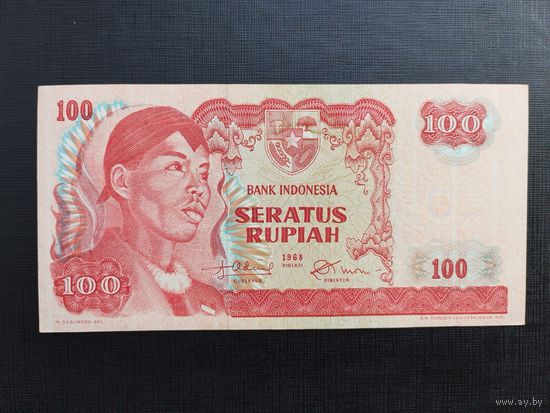 100
100
BANK INDONESIA
SERATUS
RUPIAH
1968
DIREKSI
GUBERNUR
DIREKTUR
100
100
www.ay.by